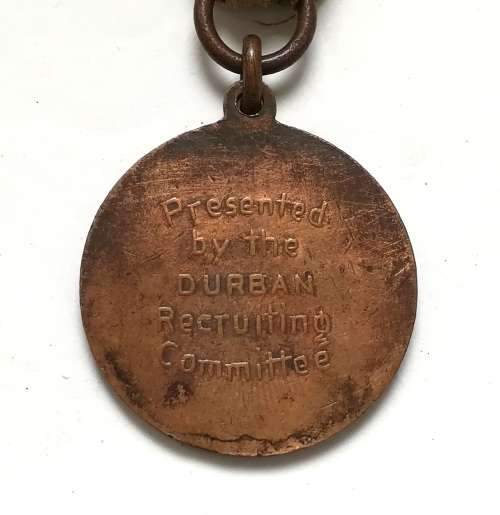 Presented
by the
DURBAN
Recruiting
Committee